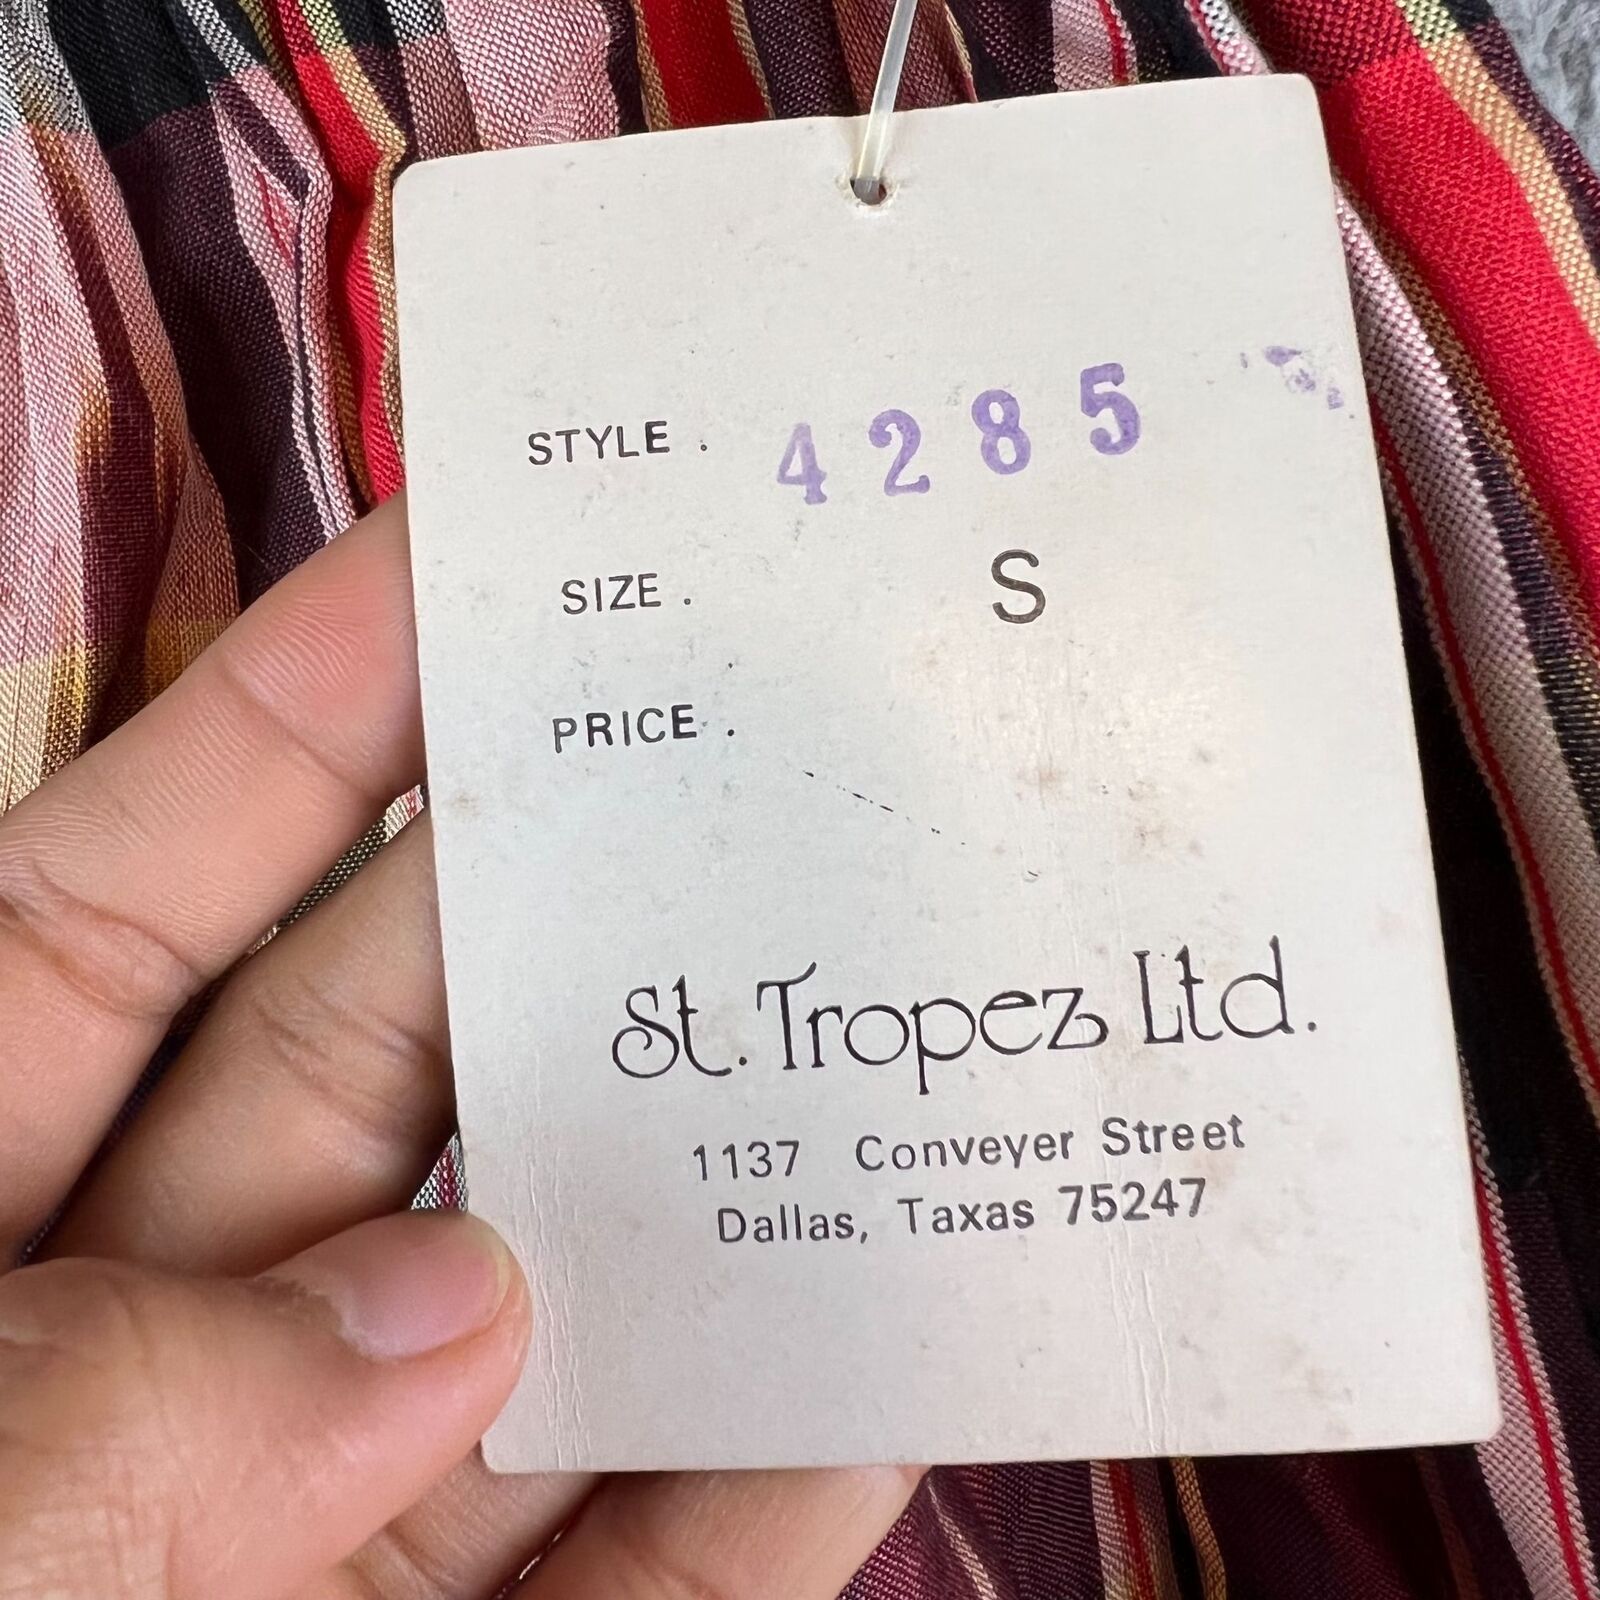 STYLE . 4285
SIZE . S
PRICE .
St. Tropez Ltd.
1137 Conveyer Street
Dallas, Taxas 75247